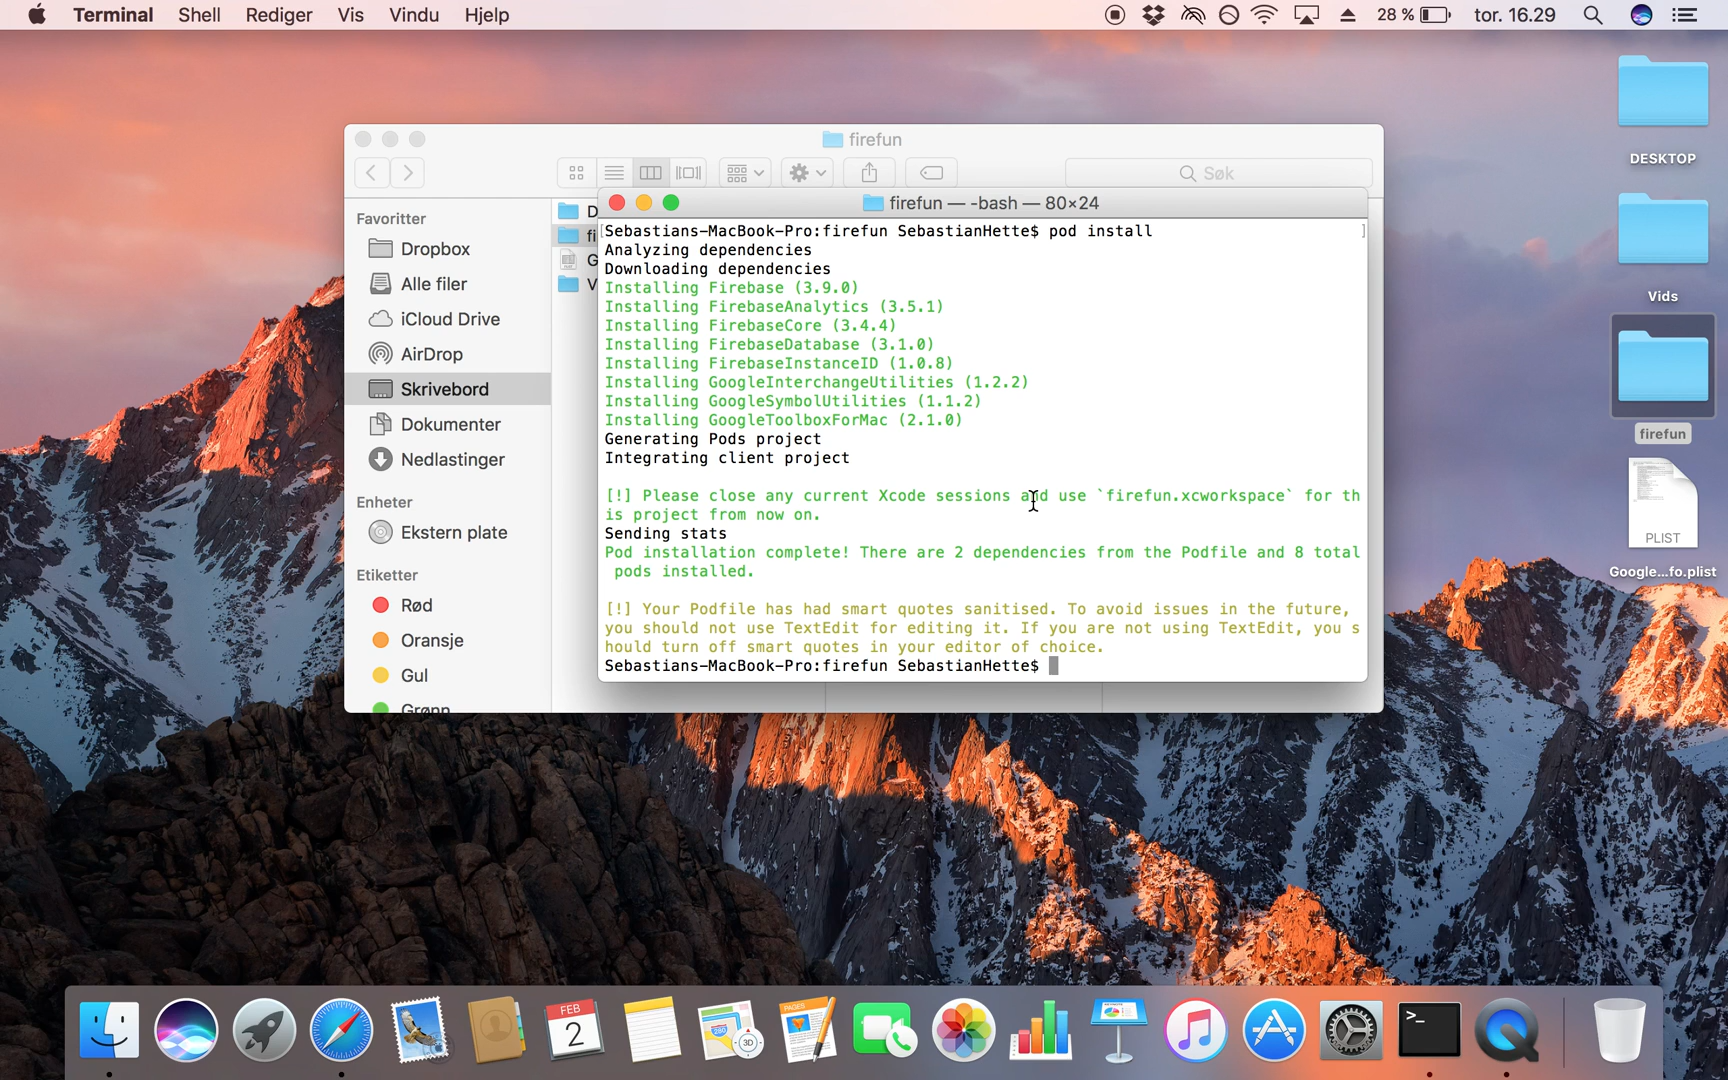 Terminal Shell Rediger Vis Vindu Hjelp 28 % tor. 16.29
firefun
Søk
Favoritter
Dropbox
Alle filer
iCloud Drive
AirDrop
Skrivebord
Dokumenter
Nedlastinger
Enheter
Ekstern plate
Etiketter
Rød
Oransje
Gul
Grønn
D
fi
G
V
firefun — -bash — 80×24
[Sebastians-MacBook-Pro:firefun SebastianHette$ pod install ]
Analyzing dependencies
Downloading dependencies
Installing Firebase (3.9.0)
Installing FirebaseAnalytics (3.5.1)
Installing FirebaseCore (3.4.4)
Installing FirebaseDatabase (3.1.0)
Installing FirebaseInstanceID (1.0.8)
Installing GoogleInterchangeUtilities (1.2.2)
Installing GoogleSymbolUtilities (1.1.2)
Installing GoogleToolboxForMac (2.1.0)
Generating Pods project
Integrating client project
[!] Please close any current Xcode sessions and use `firefun.xcworkspace` for th
is project from now on.
Sending stats
Pod installation complete! There are 2 dependencies from the Podfile and 8 total
pods installed.
[!] Your Podfile has had smart quotes sanitised. To avoid issues in the future,
you should not use TextEdit for editing it. If you are not using TextEdit, you s
hould turn off smart quotes in your editor of choice.
Sebastians-MacBook-Pro:firefun SebastianHette$
DESKTOP
Vids
firefun
PLIST
Google...fo.plist
FEB
2
280
3D
PAGES
>_